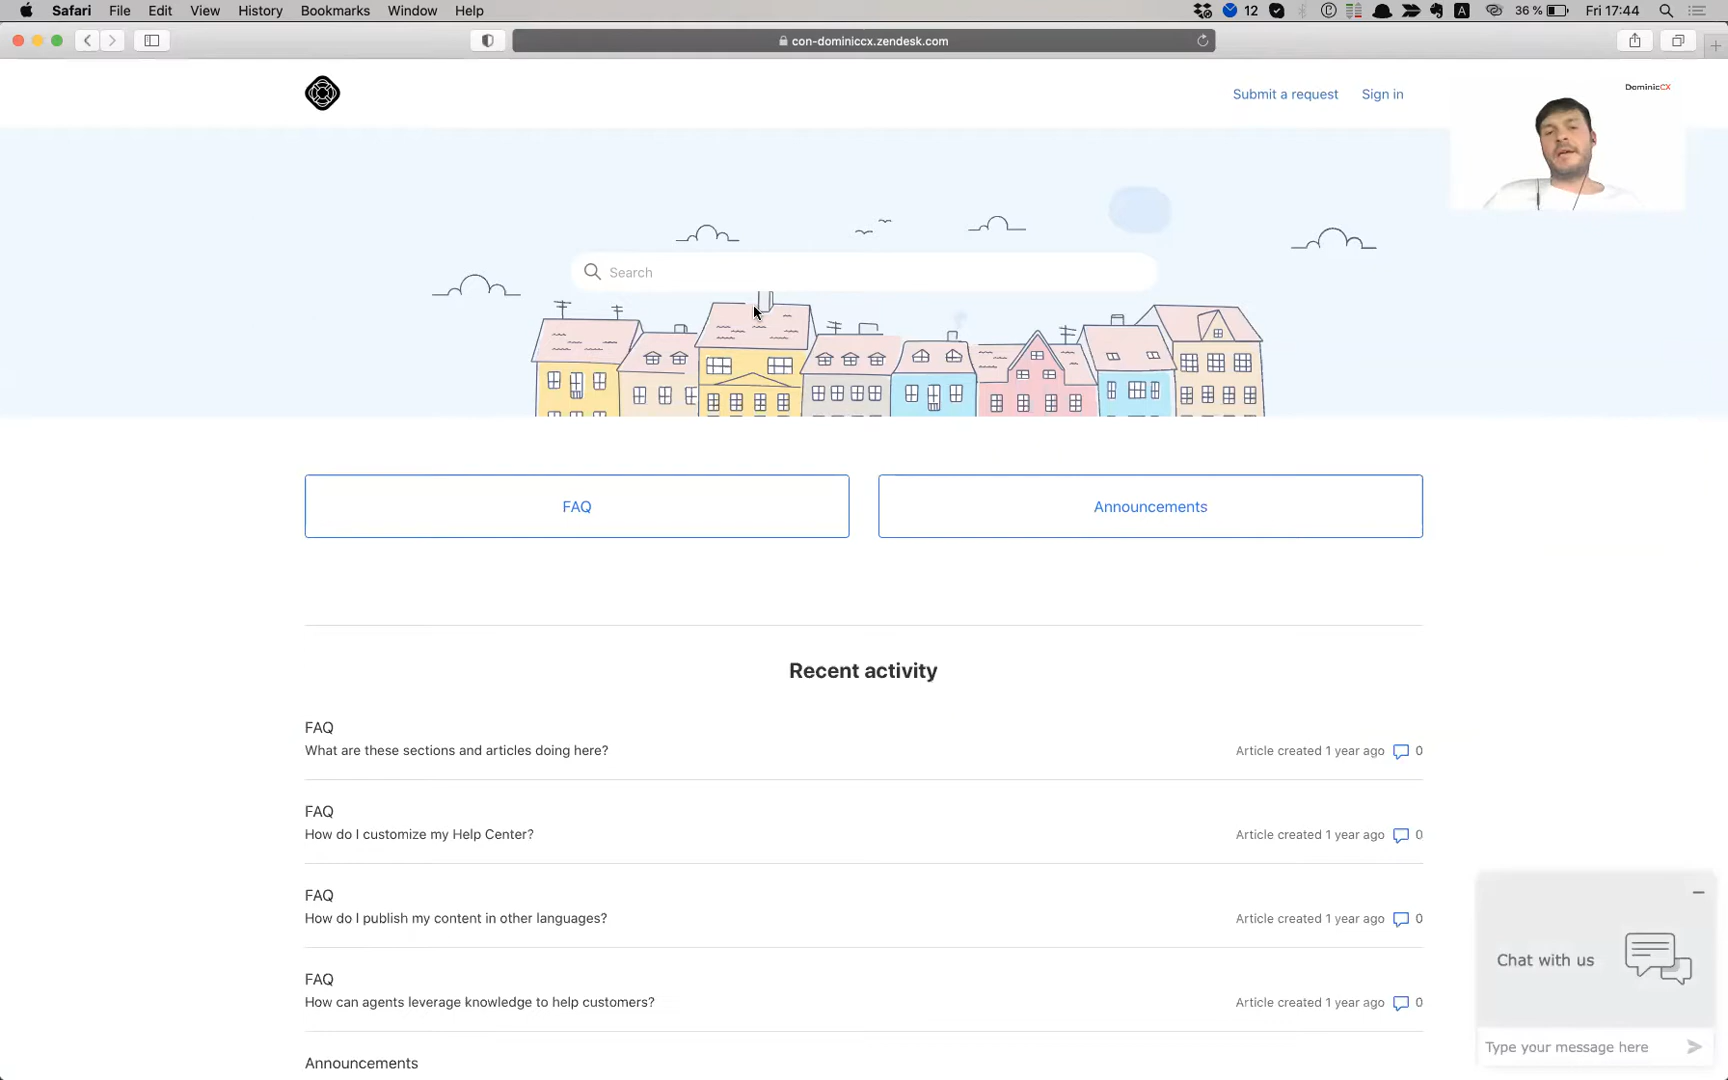 Safari File Edit View History Bookmarks Window Help 12 A 36 % Fri 17:44
con-dominiccx.zendesk.com
Submit a request Sign in
DominicCX
Search
FAQ Announcements
Recent activity
FAQ
What are these sections and articles doing here? Article created 1 year ago 0
FAQ
How do I customize my Help Center? Article created 1 year ago 0
FAQ
How do I publish my content in other languages? Article created 1 year ago 0
FAQ
How can agents leverage knowledge to help customers? Article created 1 year ago 0
Announcements
Chat with us
Type your message here